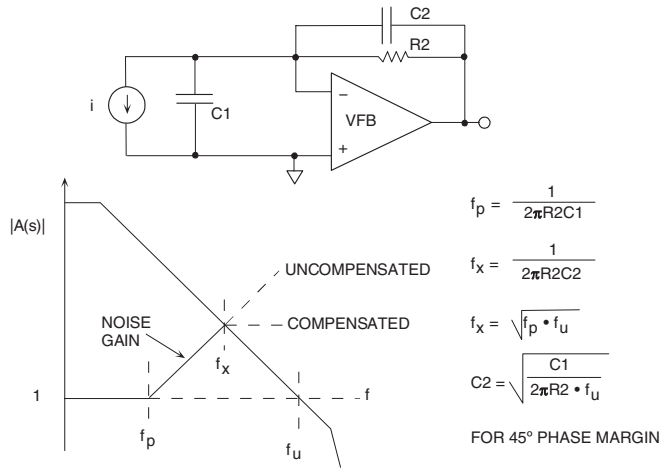 C2
R2
i
C1
−
VFB
+
|A(s)|
UNCOMPENSATED
COMPENSATED
NOISE
GAIN
fx
1
f
fp
fu
fp = 1 / 2πR2C1
fx = 1 / 2πR2C2
fx = √fp • fu
C2 = √C1 / 2πR2 • fu
FOR 45° PHASE MARGIN